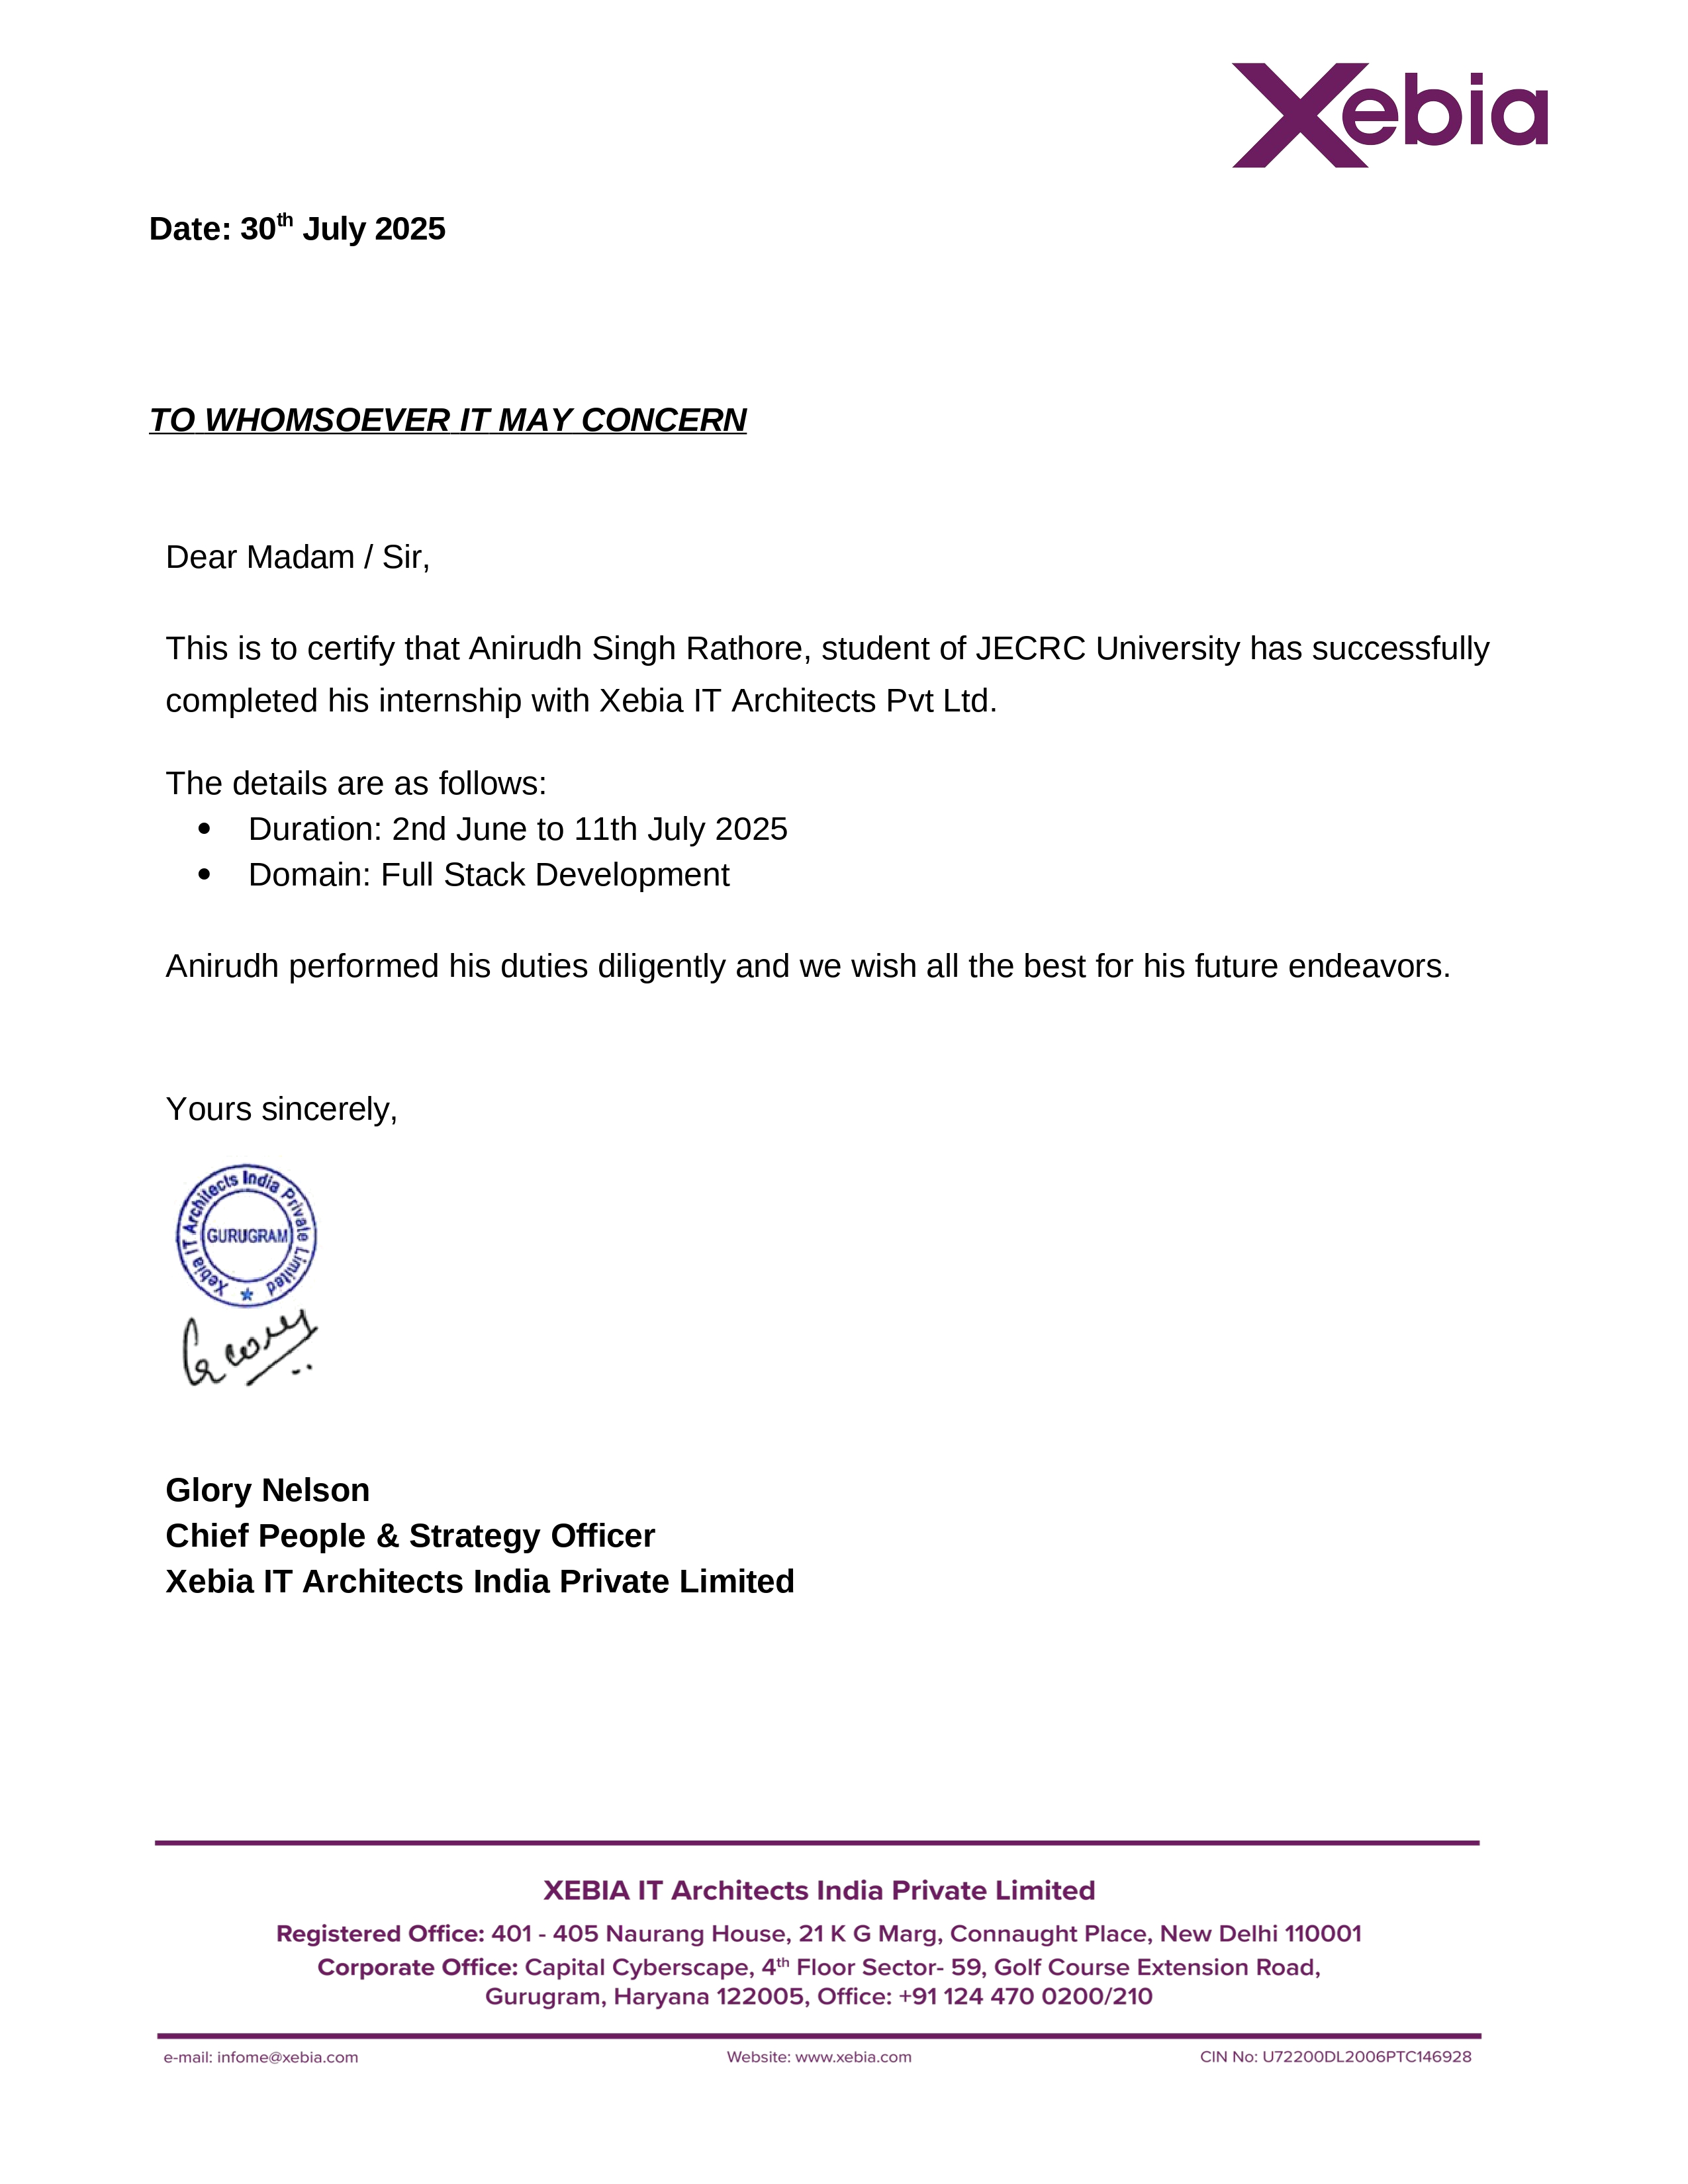 Xebia
Date: 30th July 2025
TO WHOMSOEVER IT MAY CONCERN
Dear Madam / Sir,
This is to certify that Anirudh Singh Rathore, student of JECRC University has successfully
completed his internship with Xebia IT Architects Pvt Ltd.
The details are as follows:
• Duration: 2nd June to 11th July 2025
• Domain: Full Stack Development
Anirudh performed his duties diligently and we wish all the best for his future endeavors.
Yours sincerely,
Xebia IT Architects India Private Limited
GURUGRAM
Glory
Glory Nelson
Chief People & Strategy Officer
Xebia IT Architects India Private Limited
XEBIA IT Architects India Private Limited
Registered Office: 401 - 405 Naurang House, 21 K G Marg, Connaught Place, New Delhi 110001
Corporate Office: Capital Cyberscape, 4th Floor Sector- 59, Golf Course Extension Road,
Gurugram, Haryana 122005, Office: +91 124 470 0200/210
e-mail: infome@xebia.com Website: www.xebia.com CIN No: U72200DL2006PTC146928